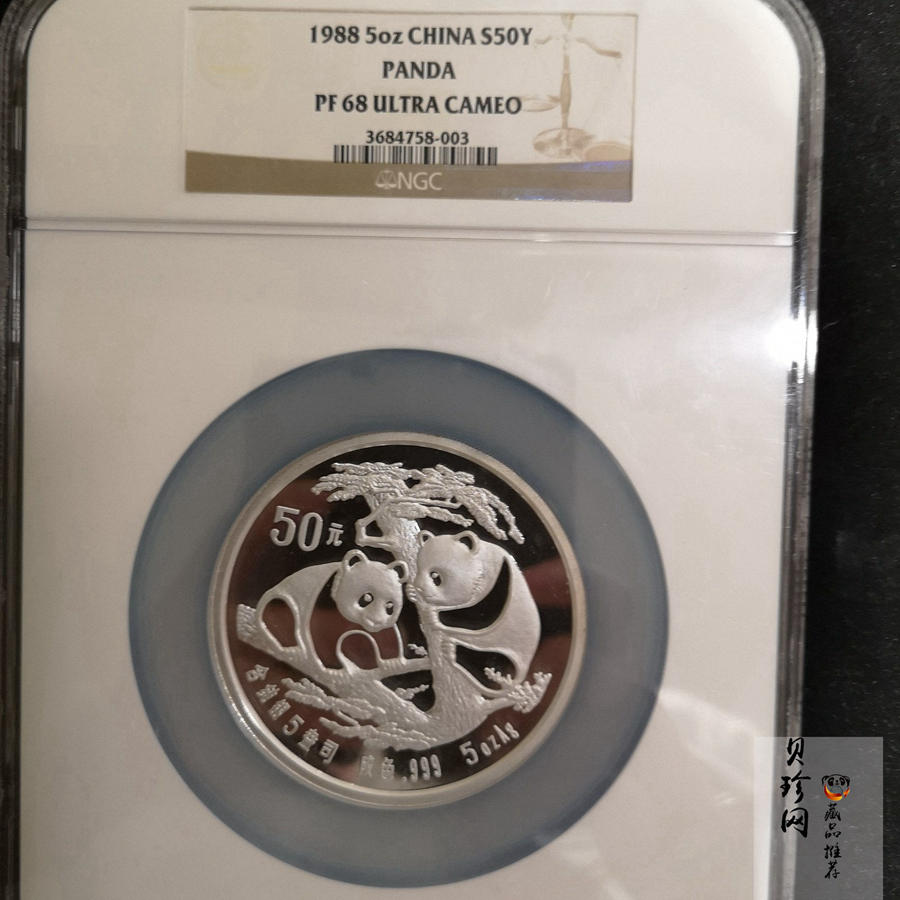 1988 5oz CHINA S50Y
PANDA
PF 68 ULTRA CAMEO
3684758-003
NGC
50元
含纯银5盎司 成色.999 5ozAg
贝珍网
藏品推荐